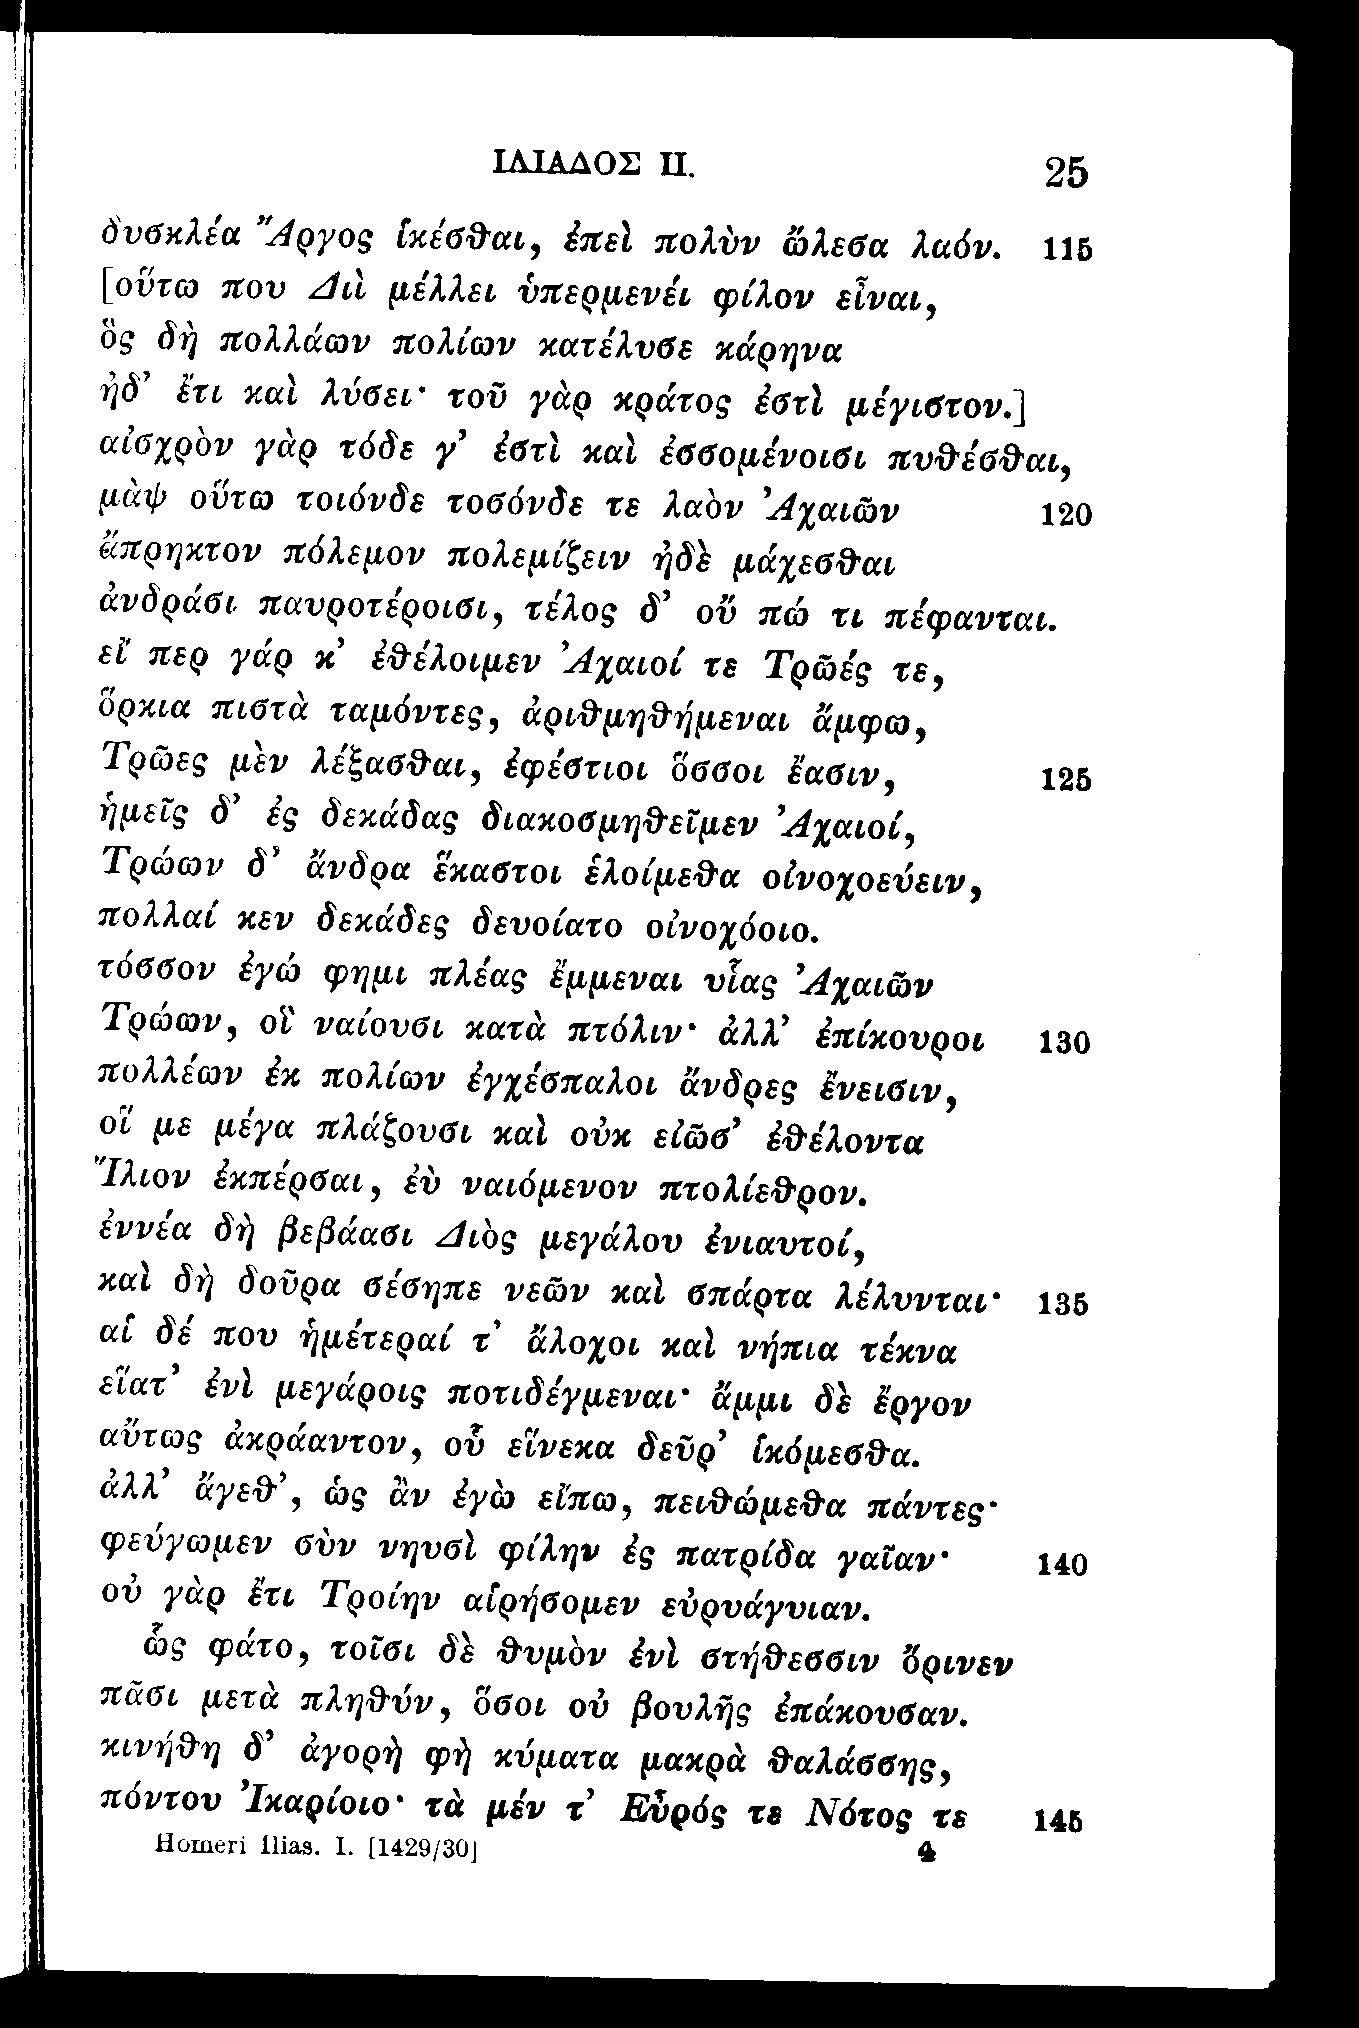 ΙΛΙΑΔΟΣ II. 25
δυσκλέα Ἄργος ἱκέσθαι, ἐπεὶ πολὺν ὤλεσα λαόν. 115
[οὕτω που Διὶ μέλλει ὑπερμενέι φίλον εἶναι,
ὃς δὴ πολλάων πολίων κατέλυσε κάρηνα
ἠδ’ ἔτι καὶ λύσει· τοῦ γὰρ κράτος ἐστὶ μέγιστον.]
αἰσχρὸν γὰρ τόδε γ’ ἐστὶ καὶ ἐσσομένοισι πυθέσθαι,
μὰψ οὕτω τοιόνδε τοσόνδε τε λαὸν Ἀχαιῶν 120
ἄπρηκτον πόλεμον πολεμίζειν ἠδὲ μάχεσθαι
ἀνδράσι παυροτέροισι, τέλος δ’ οὔ πώ τι πέφανται.
εἴ περ γάρ κ’ ἐθέλοιμεν Ἀχαιοί τε Τρῶές τε,
ὅρκια πιστὰ ταμόντες, ἀριθμηθήμεναι ἄμφω,
Τρῶες μὲν λέξασθαι, ἐφέστιοι ὅσσοι ἔασιν, 125
ἡμεῖς δ’ ἐς δεκάδας διακοσμηθεῖμεν Ἀχαιοί,
Τρώων δ’ ἄνδρα ἕκαστοι ἑλοίμεθα οἰνοχοεύειν,
πολλαί κεν δεκάδες δευοίατο οἰνοχόοιο.
τόσσον ἐγώ φημι πλέας ἔμμεναι υἷας Ἀχαιῶν
Τρώων, οἳ ναίουσι κατὰ πτόλιν· ἀλλ’ ἐπίκουροι 130
πολλέων ἐκ πολίων ἐγχέσπαλοι ἄνδρες ἔνεισιν,
οἵ με μέγα πλάζουσι καὶ οὐκ εἰῶσ’ ἐθέλοντα
Ἴλιον ἐκπέρσαι, ἐὺ ναιόμενον πτολίεθρον.
ἐννέα δὴ βεβάασι Διὸς μεγάλου ἐνιαυτοί,
καὶ δὴ δοῦρα σέσηπε νεῶν καὶ σπάρτα λέλυνται· 135
αἱ δέ που ἡμέτεραί τ’ ἄλοχοι καὶ νήπια τέκνα
εἵατ’ ἐνὶ μεγάροις ποτιδέγμεναι· ἄμμι δὲ ἔργον
αὔτως ἀκράαντον, οὗ εἵνεκα δεῦρ’ ἱκόμεσθα.
ἀλλ’ ἄγεθ’, ὡς ἂν ἐγὼ εἴπω, πειθώμεθα πάντες·
φεύγωμεν σὺν νηυσὶ φίλην ἐς πατρίδα γαῖαν· 140
οὐ γὰρ ἔτι Τροίην αἱρήσομεν εὐρυάγυιαν.
ὣς φάτο, τοῖσι δὲ θυμὸν ἐνὶ στήθεσσιν ὄρινεν
πᾶσι μετὰ πληθύν, ὅσοι οὐ βουλῆς ἐπάκουσαν.
κινήθη δ’ ἀγορὴ φὴ κύματα μακρὰ θαλάσσης,
πόντου Ἰκαρίοιο· τὰ μέν τ’ Εὖρός τε Νότος τε 145
Homeri Ilias. I. [1429/30] 4